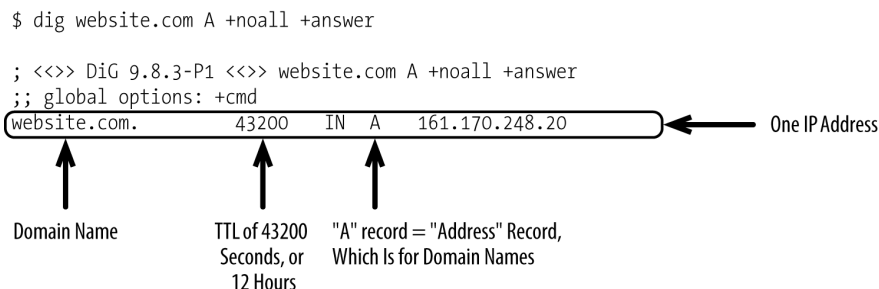 $ dig website.com A +noall +answer
; <<>> DiG 9.8.3-P1 <<>> website.com A +noall +answer
;; global options: +cmd
website.com. 43200 IN A 161.170.248.20
One IP Address
Domain Name
TTL of 43200
Seconds, or
12 Hours
"A" record = "Address" Record,
Which Is for Domain Names